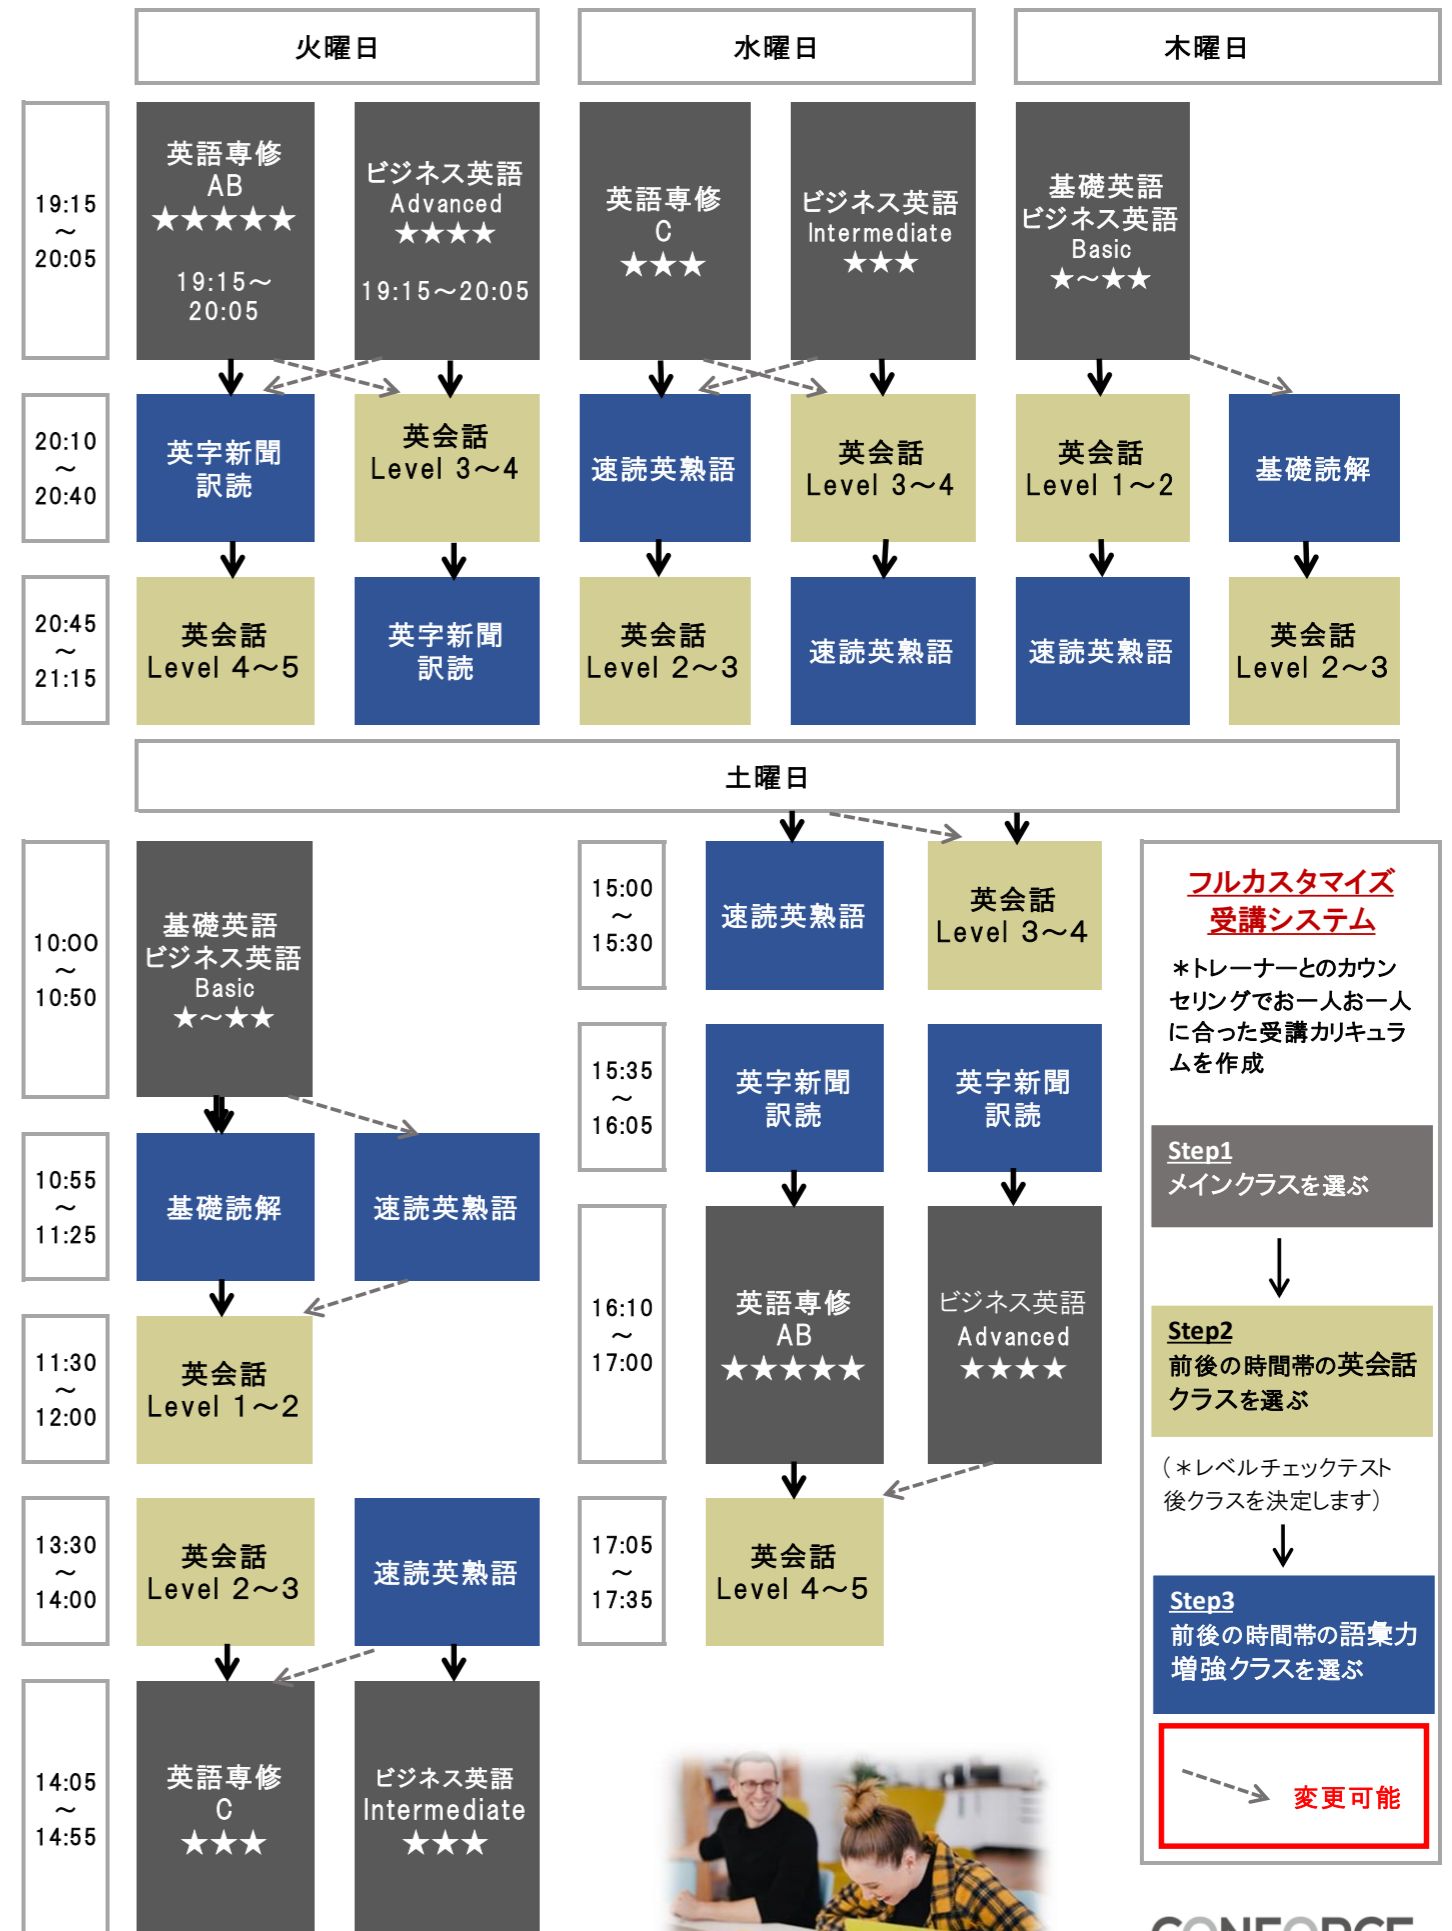 火曜日
水曜日
木曜日
19:15
～
20:05
英語専修
AB
★★★★★
19:15～
20:05
ビジネス英語
Advanced
★★★★
19:15～20:05
英語専修
C
★★★
ビジネス英語
Intermediate
★★★
基礎英語
ビジネス英語
Basic
★～★★
20:10
～
20:40
英字新聞
訳読
英会話
Level 3～4
速読英熟語
英会話
Level 3～4
英会話
Level 1～2
基礎読解
20:45
～
21:15
英会話
Level 4～5
英字新聞
訳読
英会話
Level 2～3
速読英熟語
速読英熟語
英会話
Level 2～3
土曜日
10:00
～
10:50
基礎英語
ビジネス英語
Basic
★～★★
10:55
～
11:25
基礎読解
速読英熟語
11:30
～
12:00
英会話
Level 1～2
13:30
～
14:00
英会話
Level 2～3
速読英熟語
14:05
～
14:55
英語専修
C
★★★
ビジネス英語
Intermediate
★★★
15:00
～
15:30
速読英熟語
英会話
Level 3～4
15:35
～
16:05
英字新聞
訳読
英字新聞
訳読
16:10
～
17:00
英語専修
AB
★★★★★
ビジネス英語
Advanced
★★★★
17:05
～
17:35
英会話
Level 4～5
フルカスタマイズ
受講システム
＊トレーナーとのカウン
セリングでお一人お一人
に合った受講カリキュラ
ムを作成
Step1
メインクラスを選ぶ
Step2
前後の時間帯の英会話
クラスを選ぶ
（＊レベルチェックテスト
後クラスを決定します）
Step3
前後の時間帯の語彙力
増強クラスを選ぶ
変更可能
CONFORCE